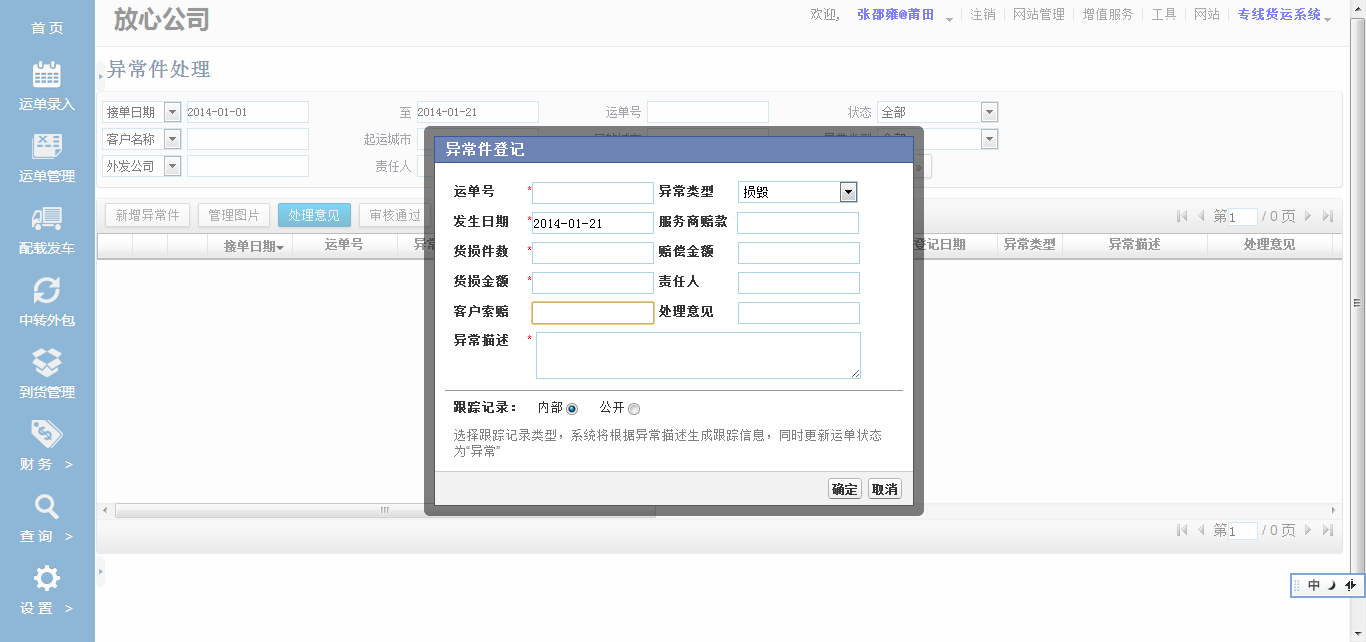 首 页
运单录入
运单管理
配载发车
中转外包
到货管理
财 务 >
查 询 >
设 置 >
放心公司
欢迎, 张邵雍@莆田 注销 网站管理 增值服务 工具 网站 专线货运系统
异常件处理
接单日期 2014-01-01 至 2014-01-21 运单号 状态 全部
客户名称 起运城市
外发公司 责任人
新增异常件 管理图片 处理意见 审核通过 第1 / 0 页
接单日期 运单号 登记日期 异常类型 异常描述 处理意见
异常件登记
运单号 * 异常类型 损毁
发生日期 * 2014-01-21 服务商赔款
货损件数 * 赔偿金额
货损金额 * 责任人
客户索赔 处理意见
异常描述 *
跟踪记录: 内部 公开
选择跟踪记录类型，系统将根据异常描述生成跟踪信息，同时更新运单状态
为“异常”
确定 取消
第1 / 0 页
中